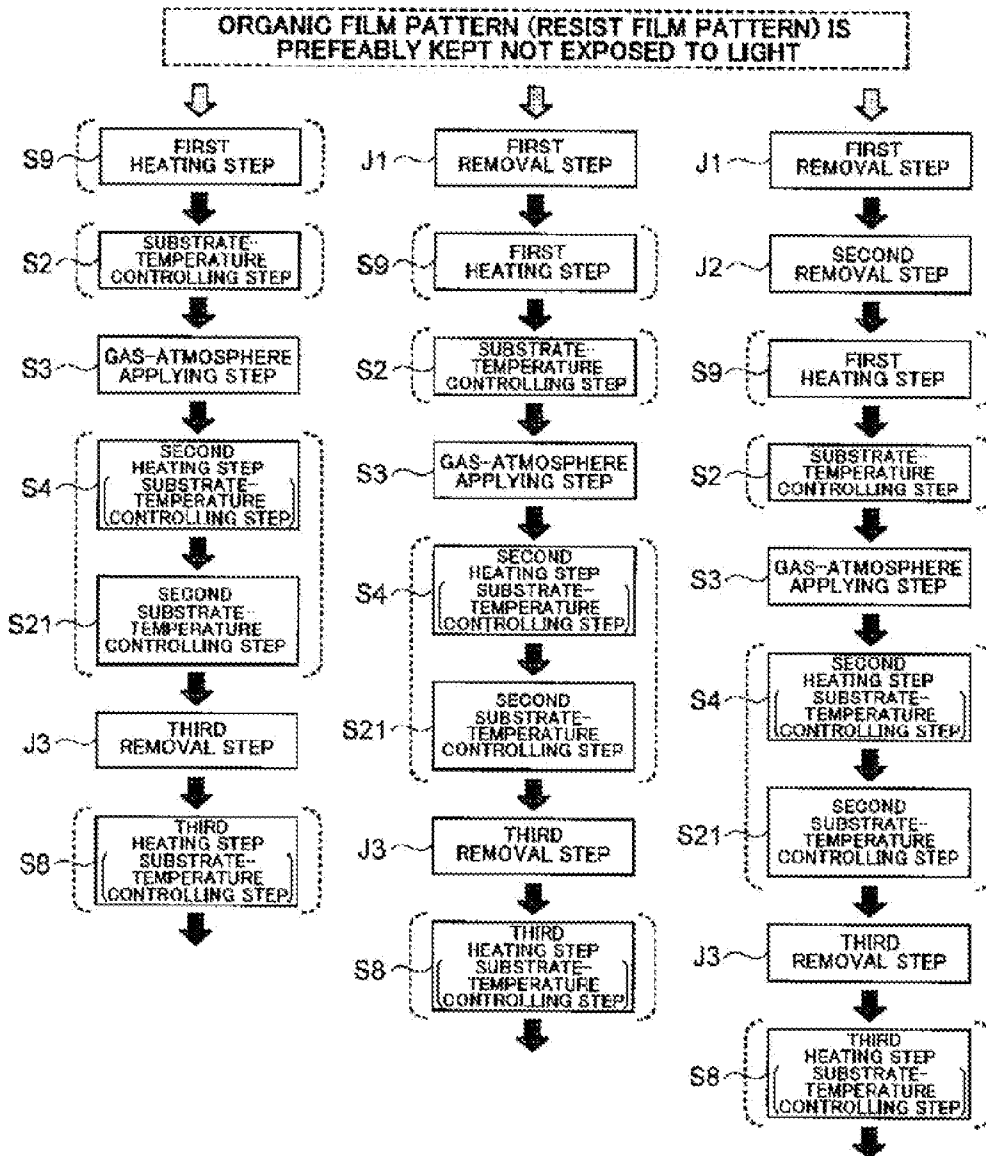 ORGANIC FILM PATTERN (RESIST FILM PATTERN) IS
PREFEABLY KEPT NOT EXPOSED TO LIGHT
S9
FIRST
HEATING STEP
S2
SUBSTRATE-
TEMPERATURE
CONTROLLING STEP
S3
GAS-ATMOSPHERE
APPLYING STEP
S4
SECOND
HEATING STEP
SUBSTRATE-
TEMPERATURE
CONTROLLING STEP
S21
SECOND
SUBSTRATE-
TEMPERATURE
CONTROLLING STEP
J3
THIRD
REMOVAL STEP
S8
THIRD
HEATING STEP
SUBSTRATE-
TEMPERATURE
CONTROLLING STEP
J1
FIRST
REMOVAL STEP
S9
FIRST
HEATING STEP
S2
SUBSTRATE-
TEMPERATURE
CONTROLLING STEP
S3
GAS-ATMOSPHERE
APPLYING STEP
S4
SECOND
HEATING STEP
SUBSTRATE-
TEMPERATURE
CONTROLLING STEP
S21
SECOND
SUBSTRATE-
TEMPERATURE
CONTROLLING STEP
J3
THIRD
REMOVAL STEP
S8
THIRD
HEATING STEP
SUBSTRATE-
TEMPERATURE
CONTROLLING STEP
J1
FIRST
REMOVAL STEP
J2
SECOND
REMOVAL STEP
S9
FIRST
HEATING STEP
S2
SUBSTRATE-
TEMPERATURE
CONTROLLING STEP
S3
GAS-ATMOSPHERE
APPLYING STEP
S4
SECOND
HEATING STEP
SUBSTRATE-
TEMPERATURE
CONTROLLING STEP
S21
SECOND
SUBSTRATE-
TEMPERATURE
CONTROLLING STEP
J3
THIRD
REMOVAL STEP
S8
THIRD
HEATING STEP
SUBSTRATE-
TEMPERATURE
CONTROLLING STEP